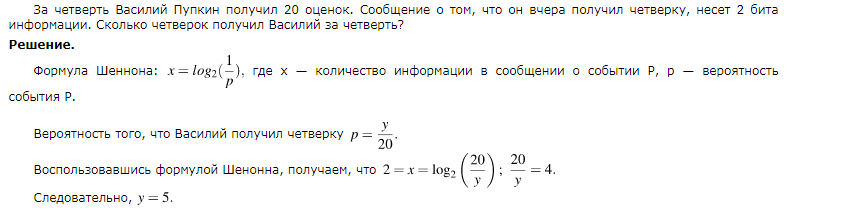 За четверть Василий Пупкин получил 20 оценок. Сообщение о том, что он вчера получил четверку, несет 2 бита
информации. Сколько четверок получил Василий за четверть?
Решение.
Формула Шеннона: x = log₂(1/p), где x — количество информации в сообщении о событии P, p — вероятность
события P.
Вероятность того, что Василий получил четверку p = y/20.
Воспользовавшись формулой Шенонна, получаем, что 2 = x = log₂(20/y); 20/y = 4.
Следовательно, y = 5.